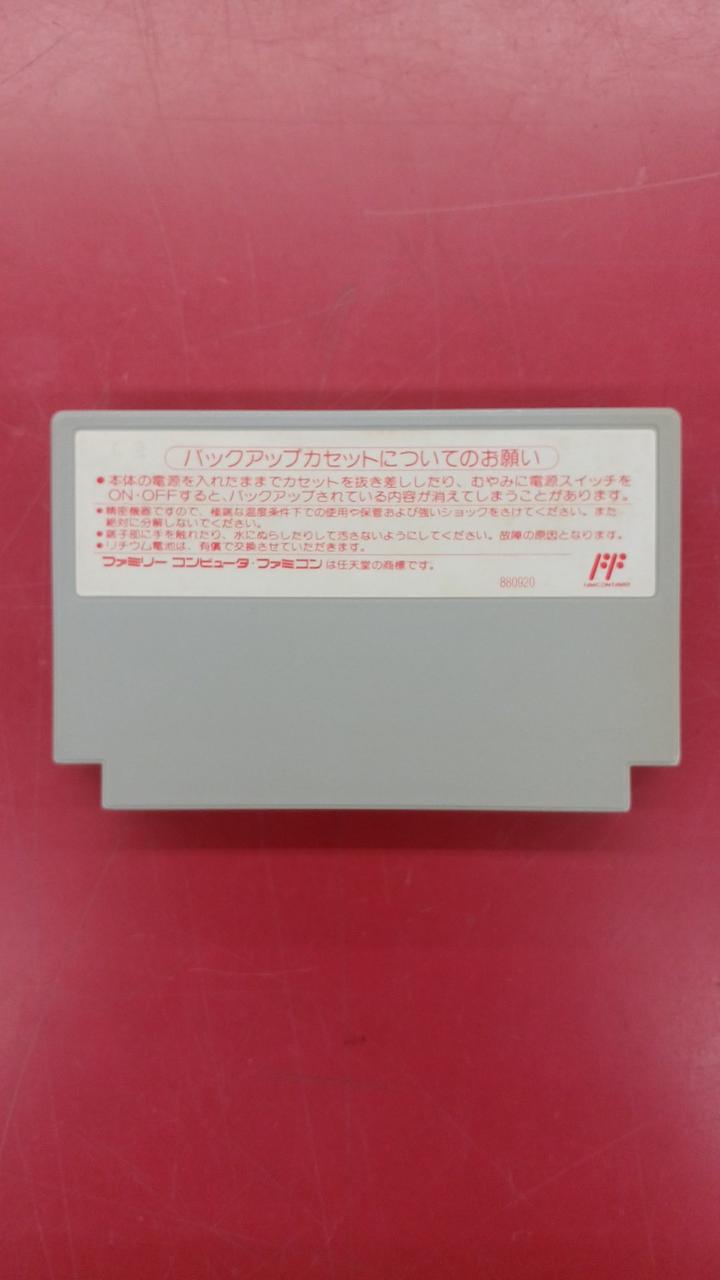 バックアップカセットについてのお願い
●本体の電源を入れたままでカセットを抜き差ししたり、むやみに電源スイッチを
ON・OFFすると、バックアップされている内容が消えてしまうことがあります。
●精密機器ですので、極端な温度条件下での使用や保管および強いショックをさけてください。また
絶対に分解しないでください。
●端子部に手を触れたり、水にぬらしたりして汚さないようにしてください。故障の原因となります。
●リチウム電池は、有償で交換させていただきます。
ファミリー コンピュータ・ファミコンは任天堂の商標です。
880920
FAMICOM FAMILY